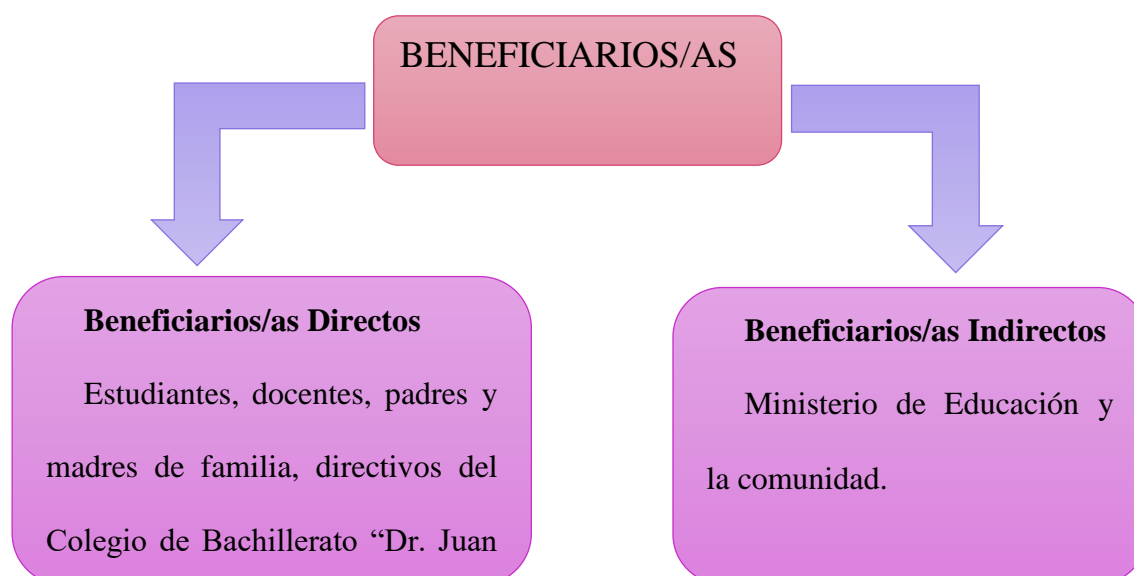 BENEFICIARIOS/AS
Beneficiarios/as Directos
Estudiantes, docentes, padres y
madres de familia, directivos del
Colegio de Bachillerato “Dr. Juan
Beneficiarios/as Indirectos
Ministerio de Educación y
la comunidad.